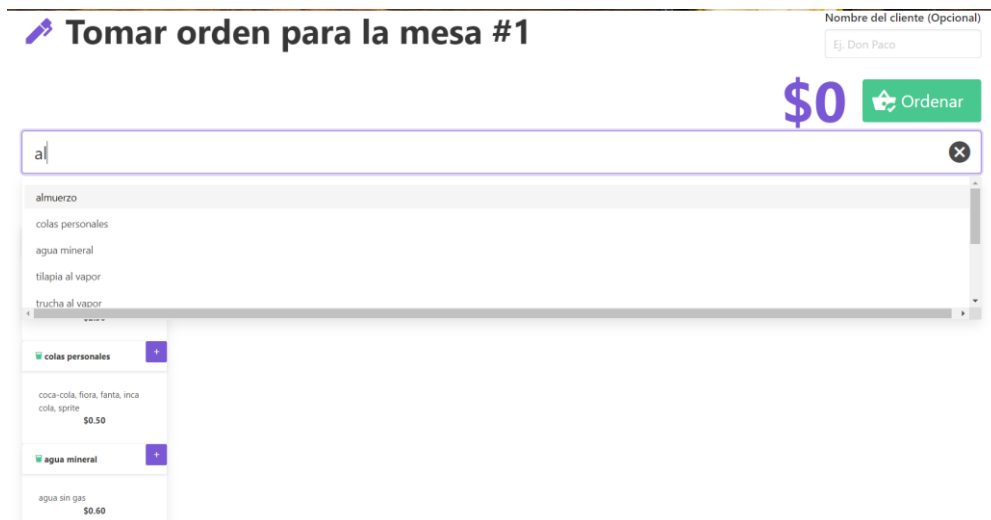 Tomar orden para la mesa #1
Nombre del cliente (Opcional)
Ej. Don Paco
$0
Ordenar
al
almuerzo
colas personales
agua mineral
tilapia al vapor
trucha al vapor
colas personales
+
coca-cola, fiora, fanta, inca
cola, sprite
$0.50
agua mineral
+
agua sin gas
$0.60